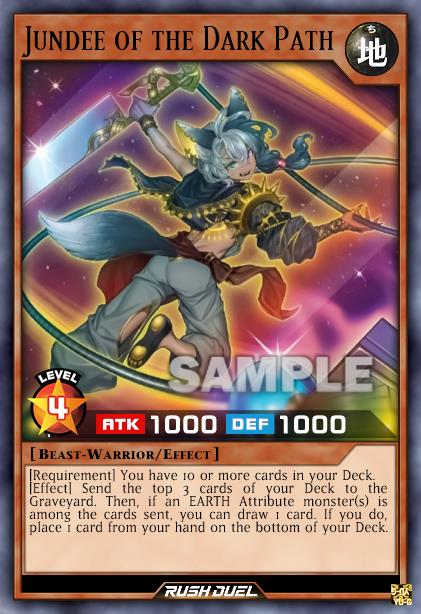 Jundee of the Dark Path
ち
地
SAMPLE
LEVEL
4
ATK 1000 DEF 1000
[Beast-Warrior/Effect]
[Requirement] You have 10 or more cards in your Deck.
[Effect] Send the top 3 cards of your Deck to the
Graveyard. Then, if an EARTH Attribute monster(s) is
among the cards sent, you can draw 1 card. If you do,
place 1 card from your hand on the bottom of your Deck.
RUSH DUEL